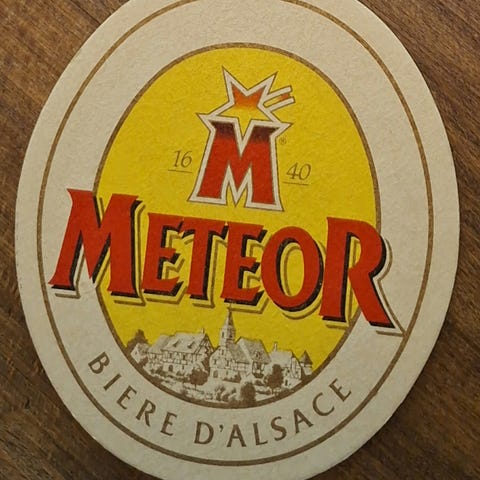 M
®
16 40
METEOR
BIERE D'ALSACE